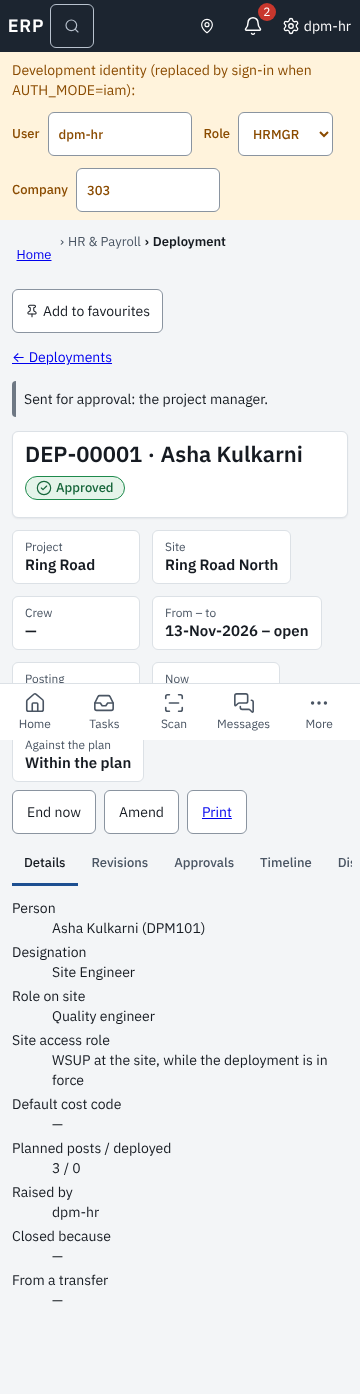 ERP
2
dpm-hr
Development identity (replaced by sign-in when
AUTH_MODE=iam):
User
dpm-hr
Role
HRMGR
Company
303
Home › HR & Payroll › Deployment
Add to favourites
← Deployments
Sent for approval: the project manager.
DEP-00001 · Asha Kulkarni
Approved
Project
Ring Road
Site
Ring Road North
Crew
—
From – to
13-Nov-2026 – open
Posting
Now
Home
Tasks
Scan
Messages
More
Against the plan
Within the plan
End now
Amend
Print
Details
Revisions
Approvals
Timeline
Dis
Person
Asha Kulkarni (DPM101)
Designation
Site Engineer
Role on site
Quality engineer
Site access role
WSUP at the site, while the deployment is in
force
Default cost code
—
Planned posts / deployed
3 / 0
Raised by
dpm-hr
Closed because
—
From a transfer
—